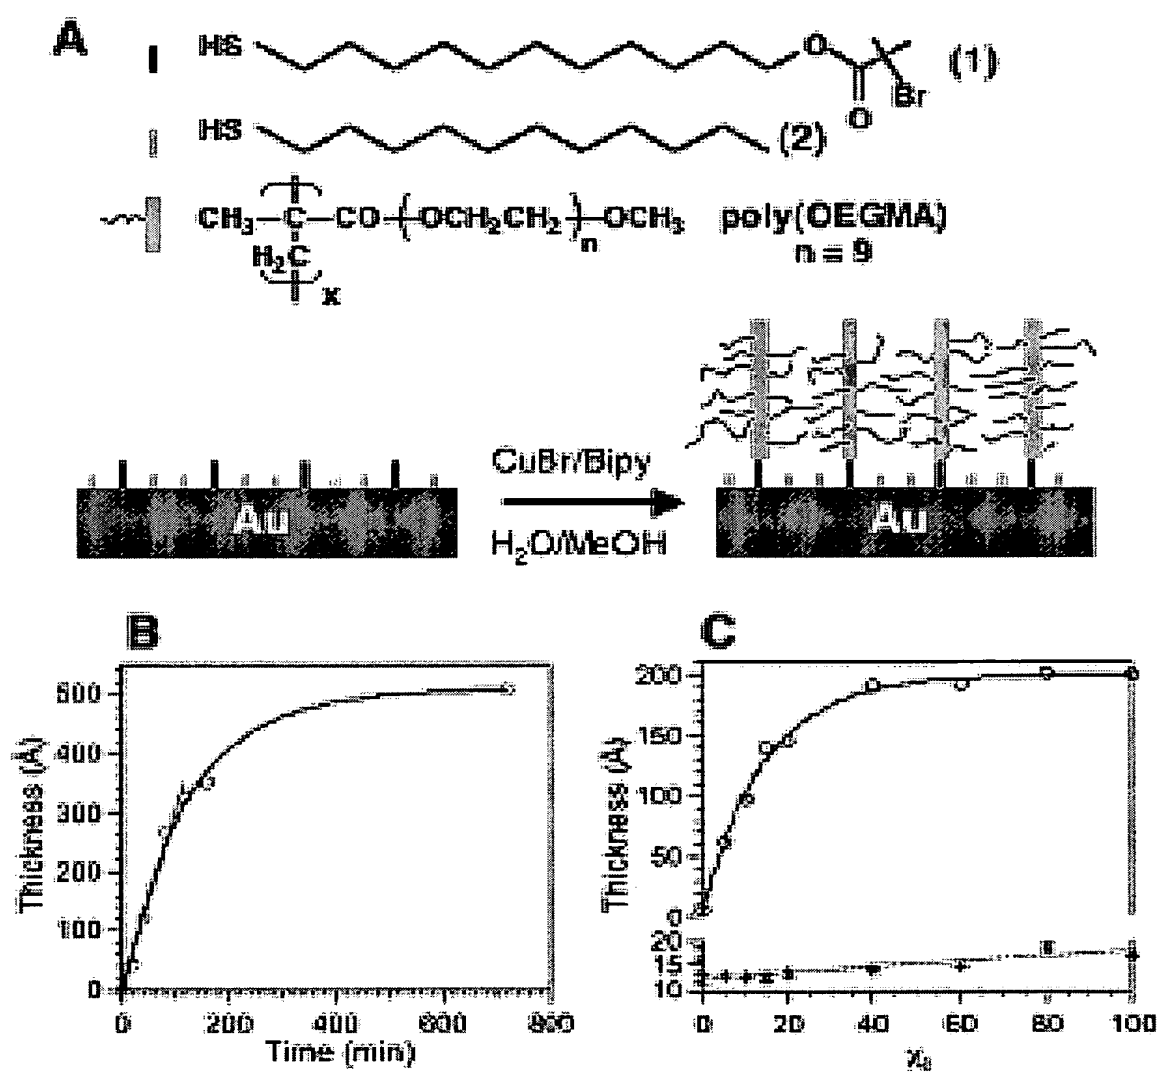 A
HS O (1)
Br
O
HS (2)
CH₃—C—CO—(OCH₂CH₂)n—OCH₃ poly(OEGMA)
H₂C n = 9
x
CuBr/Bipy
Au Au
H₂O/MeOH
B
Thickness (Å)
500
400
300
200
100
0
0 200 400 600 800
Time (min)
C
Thickness (Å)
200
150
100
50
0
20
15
10
0 20 40 60 80 100